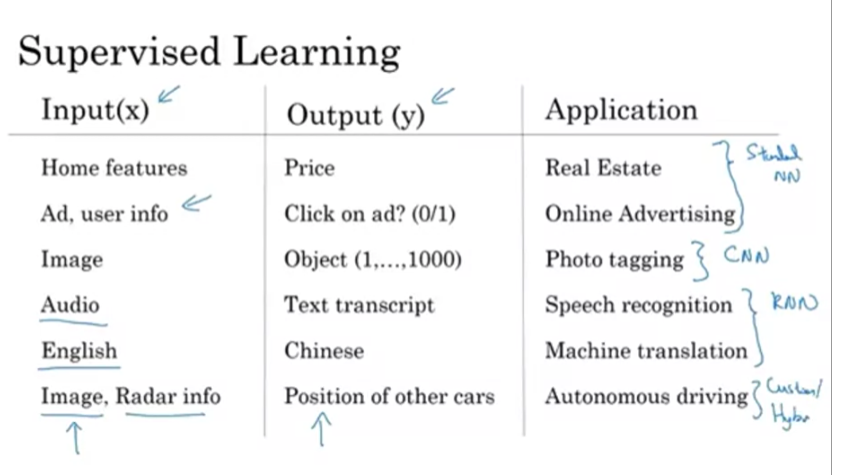 Supervised Learning
Input(x) Output (y) Application
Home features Price Real Estate
Ad, user info Click on ad? (0/1) Online Advertising
Image Object (1,...,1000) Photo tagging
Audio Text transcript Speech recognition
English Chinese Machine translation
Image, Radar info Position of other cars Autonomous driving
NN
CNN
RNN
Custom/